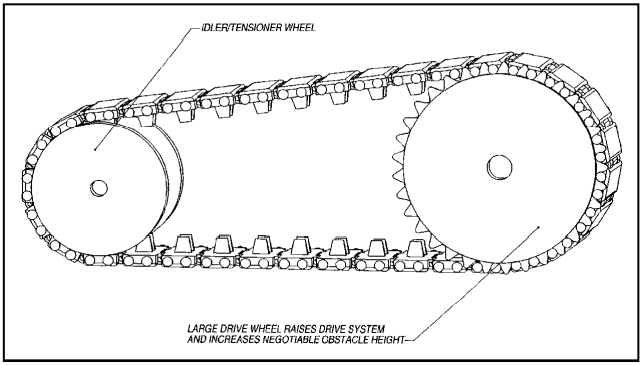 IDLER/TENSIONER WHEEL
LARGE DRIVE WHEEL RAISES DRIVE SYSTEM
AND INCREASES NEGOTIABLE OBSTACLE HEIGHT